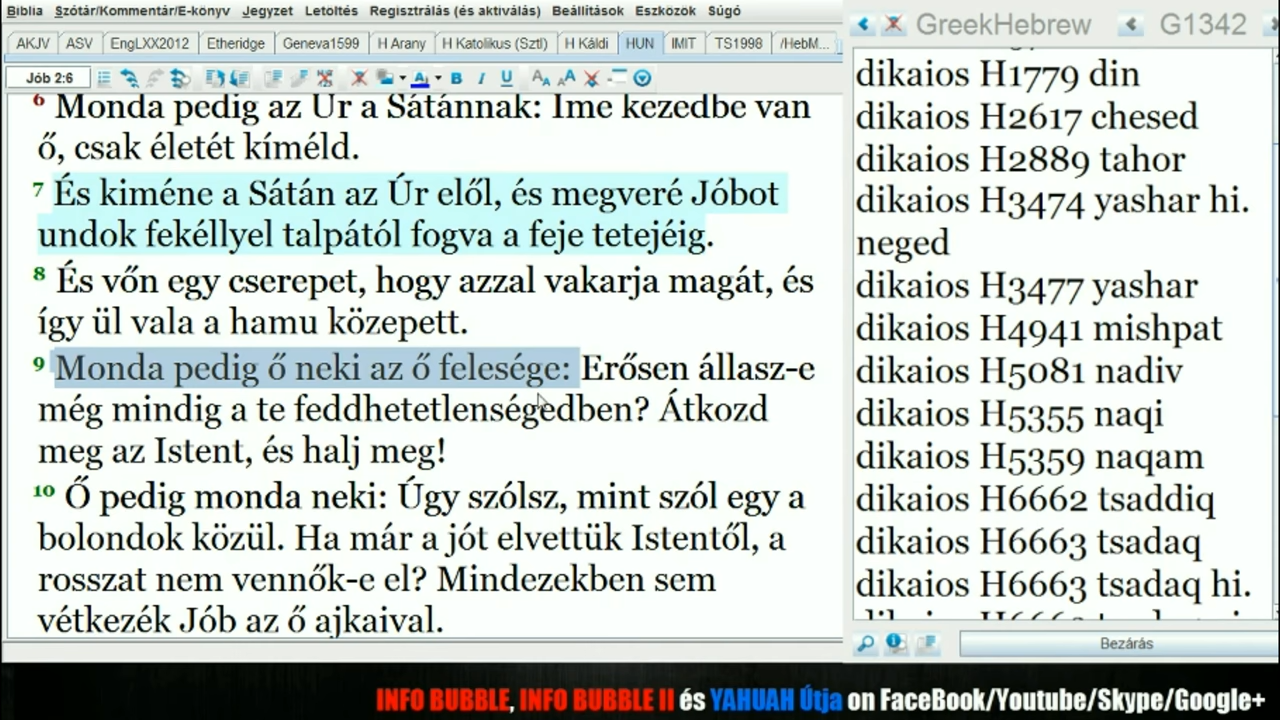 Biblia Szótár/Kommentár/E-könyv Jegyzet Letöltés Regisztrálás (és aktiválás) Beállítások Eszközök Súgó
AKJV ASV EngLXX2012 Etheridge Geneva1599 H Arany H Katolikus (Sztl) H Káldi HUN IMIT TS1998 /HebM...
Jób 2:6
6 Monda pedig az Úr a Sátánnak: Ime kezedbe van
ő, csak életét kíméld.
7 És kiméne a Sátán az Úr elől, és megveré Jóbot
undok fekéllyel talpától fogva a feje tetejéig.
8 És vőn egy cserepet, hogy azzal vakarja magát, és
így ül vala a hamu közepett.
9 Monda pedig ő neki az ő felesége: Erősen állasz-e
még mindig a te feddhetetlenségedben? Átkozd
meg az Istent, és halj meg!
10 Ő pedig monda neki: Úgy szólsz, mint szól egy a
bolondok közül. Ha már a jót elvettük Istentől, a
rosszat nem vennők-e el? Mindezekben sem
vétkezék Jób az ő ajkaival.
GreekHebrew G1342
dikaios H1779 din
dikaios H2617 chesed
dikaios H2889 tahor
dikaios H3474 yashar hi.
neged
dikaios H3477 yashar
dikaios H4941 mishpat
dikaios H5081 nadiv
dikaios H5355 naqi
dikaios H5359 naqam
dikaios H6662 tsaddiq
dikaios H6663 tsadaq
dikaios H6663 tsadaq hi.
Bezárás
INFO BUBBLE, INFO BUBBLE II és YAHUAH Útja on FaceBook/Youtube/Skype/Google+